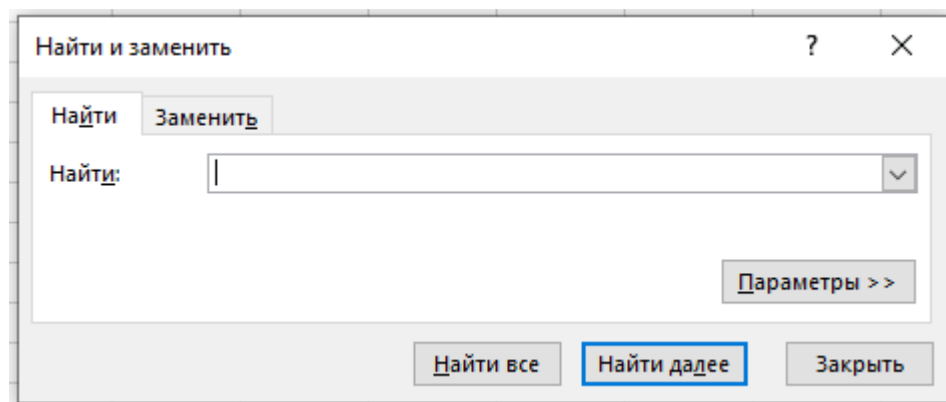 Найти и заменить ?
Найти Заменить
Найти:
Параметры >>
Найти все Найти далее Закрыть